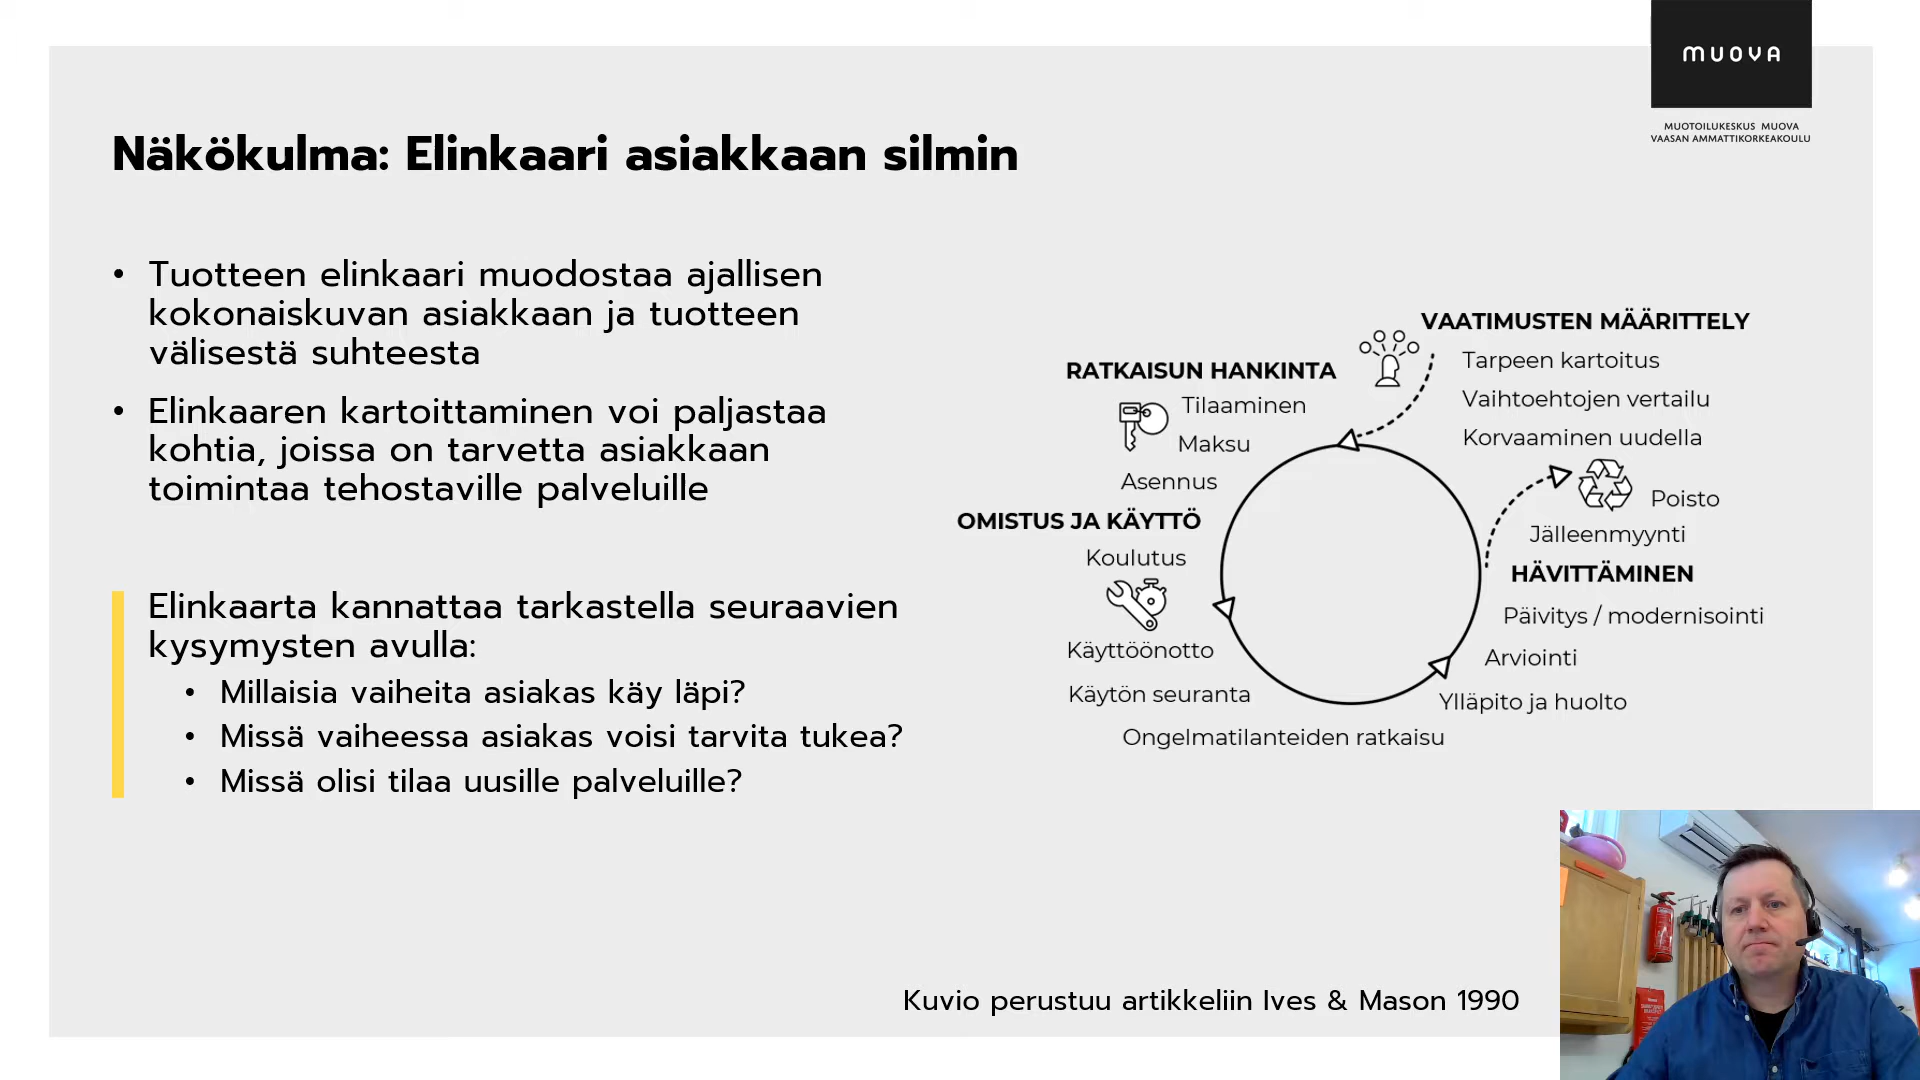 MUOVA
MUOTOILUKESKUS MUOVA
VAASAN AMMATTIKORKEAKOULU
Näkökulma: Elinkaari asiakkaan silmin
• Tuotteen elinkaari muodostaa ajallisen
kokonaiskuvan asiakkaan ja tuotteen
välisestä suhteesta
• Elinkaaren kartoittaminen voi paljastaa
kohtia, joissa on tarvetta asiakkaan
toimintaa tehostaville palveluille
Elinkaarta kannattaa tarkastella seuraavien
kysymysten avulla:
• Millaisia vaiheita asiakas käy läpi?
• Missä vaiheessa asiakas voisi tarvita tukea?
• Missä olisi tilaa uusille palveluille?
VAATIMUSTEN MÄÄRITTELY
Tarpeen kartoitus
Vaihtoehtojen vertailu
Korvaaminen uudella
RATKAISUN HANKINTA
Tilaaminen
Maksu
Asennus
OMISTUS JA KÄYTTÖ
Koulutus
Käyttöönotto
Käytön seuranta
Ongelmatilanteiden ratkaisu
Poisto
Jälleenmyynti
HÄVITTÄMINEN
Päivitys / modernisointi
Arviointi
Ylläpito ja huolto
Kuvio perustuu artikkeliin Ives & Mason 1990